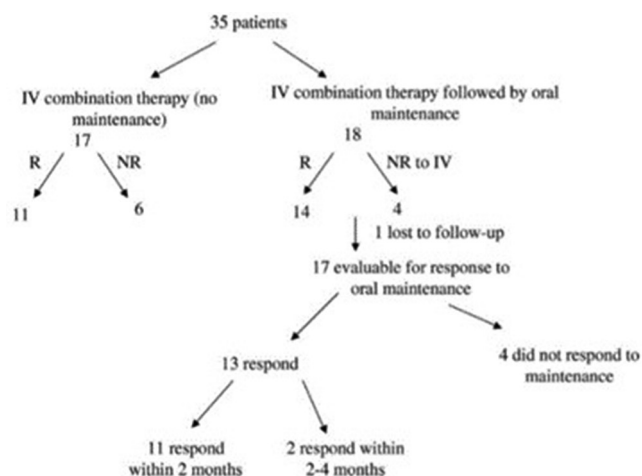 35 patients
IV combination therapy (no
maintenance)
17
R
NR
11
6
IV combination therapy followed by oral
maintenance
18
R
NR to IV
14
4
1 lost to follow-up
17 evaluable for response to
oral maintenance
13 respond
4 did not respond to
maintenance
11 respond
within 2 months
2 respond within
2-4 months